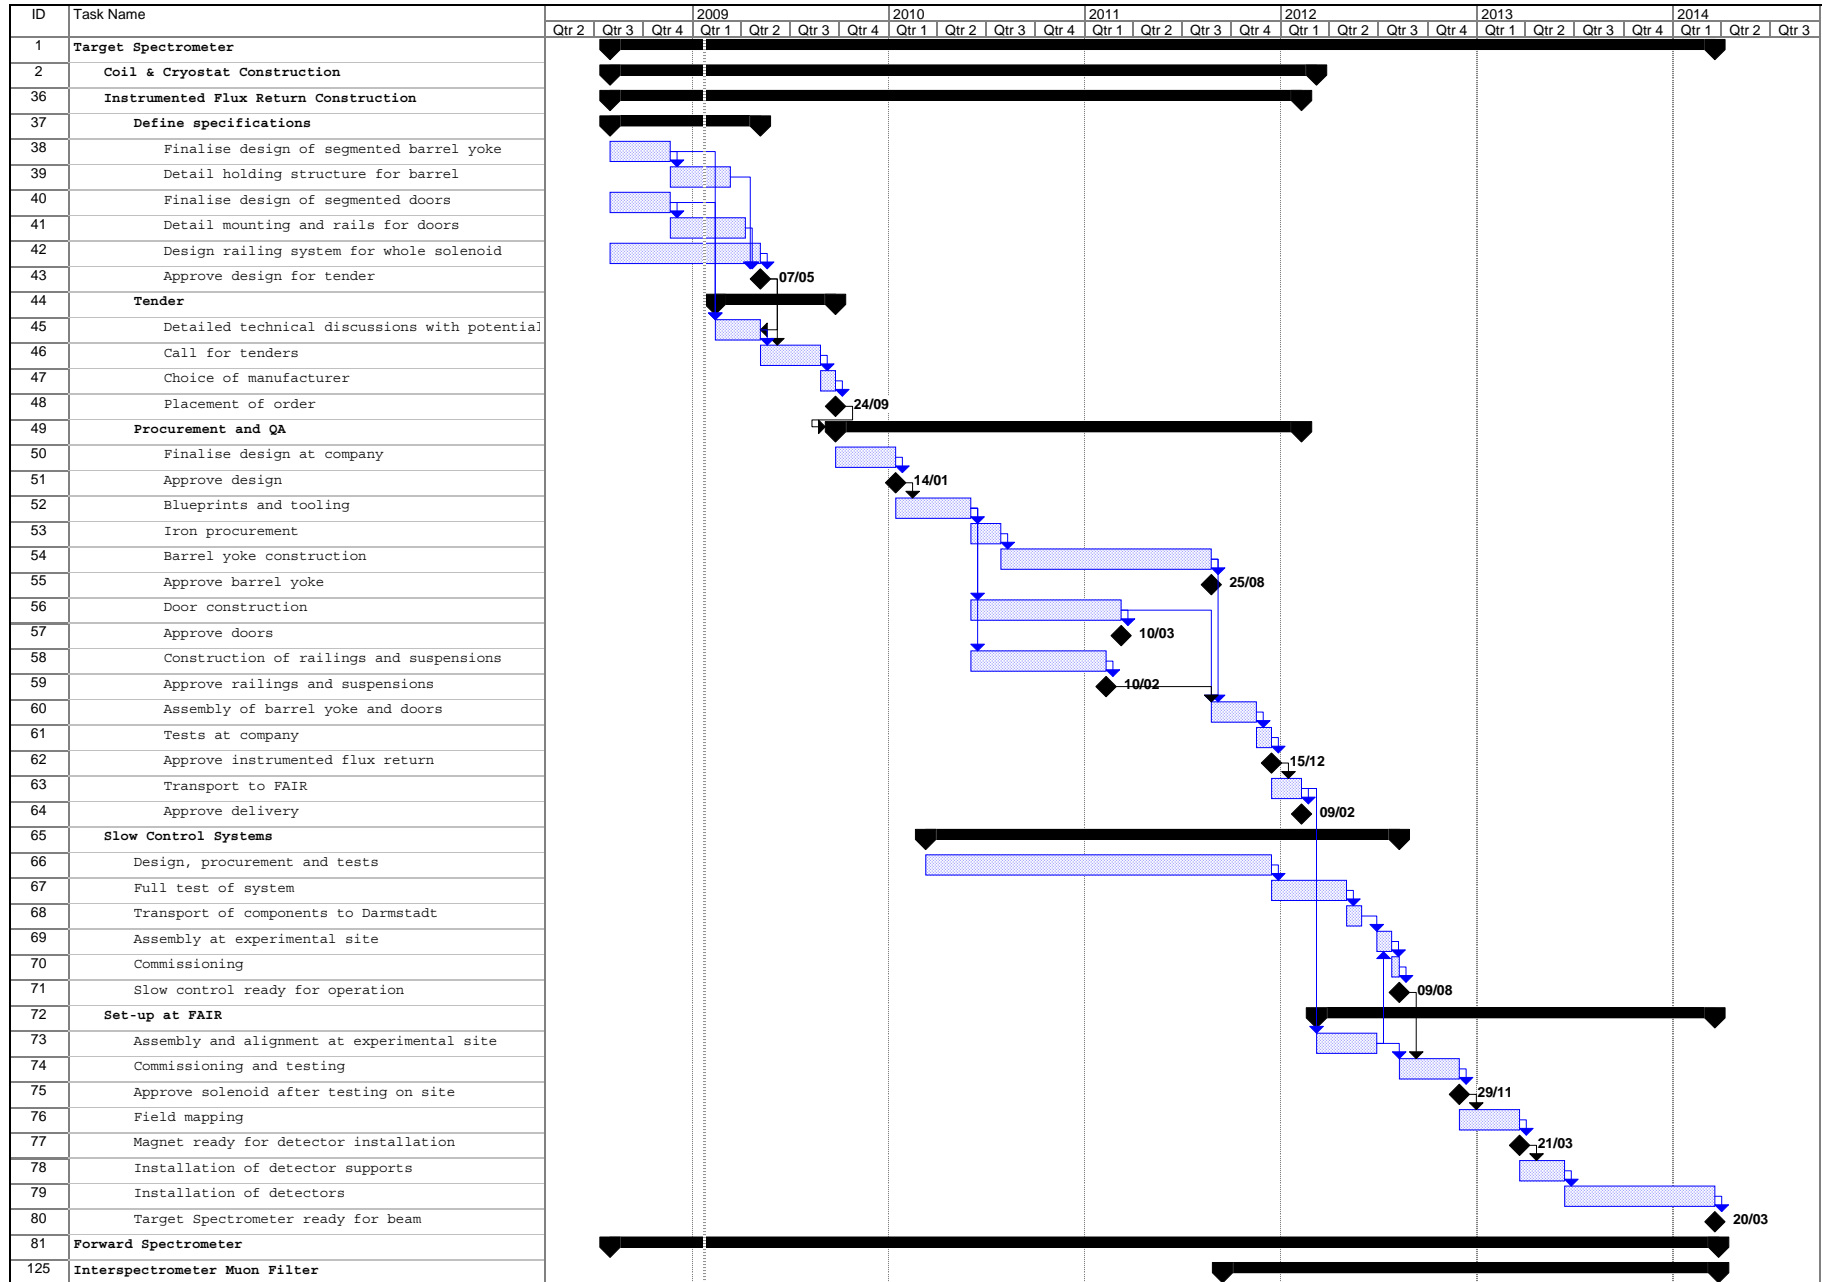 ID Task Name 2009 2010 2011 2012 2013 2014
Qtr 2 Qtr 3 Qtr 4 Qtr 1 Qtr 2 Qtr 3 Qtr 4 Qtr 1 Qtr 2 Qtr 3 Qtr 4 Qtr 1 Qtr 2 Qtr 3 Qtr 4 Qtr 1 Qtr 2 Qtr 3 Qtr 4 Qtr 1 Qtr 2 Qtr 3 Qtr 4 Qtr 1 Qtr 2 Qtr 3
1 Target Spectrometer
2 Coil & Cryostat Construction
36 Instrumented Flux Return Construction
37 Define specifications
38 Finalise design of segmented barrel yoke
39 Detail holding structure for barrel
40 Finalise design of segmented doors
41 Detail mounting and rails for doors
42 Design railing system for whole solenoid
43 Approve design for tender 07/05
44 Tender
45 Detailed technical discussions with potential
46 Call for tenders
47 Choice of manufacturer
48 Placement of order 24/09
49 Procurement and QA
50 Finalise design at company
51 Approve design 14/01
52 Blueprints and tooling
53 Iron procurement
54 Barrel yoke construction
55 Approve barrel yoke 25/08
56 Door construction
57 Approve doors 10/03
58 Construction of railings and suspensions
59 Approve railings and suspensions 10/02
60 Assembly of barrel yoke and doors
61 Tests at company
62 Approve instrumented flux return 15/12
63 Transport to FAIR
64 Approve delivery 09/02
65 Slow Control Systems
66 Design, procurement and tests
67 Full test of system
68 Transport of components to Darmstadt
69 Assembly at experimental site
70 Commissioning
71 Slow control ready for operation 09/08
72 Set-up at FAIR
73 Assembly and alignment at experimental site
74 Commissioning and testing
75 Approve solenoid after testing on site 29/11
76 Field mapping
77 Magnet ready for detector installation 21/03
78 Installation of detector supports
79 Installation of detectors
80 Target Spectrometer ready for beam 20/03
81 Forward Spectrometer
125 Interspectrometer Muon Filter